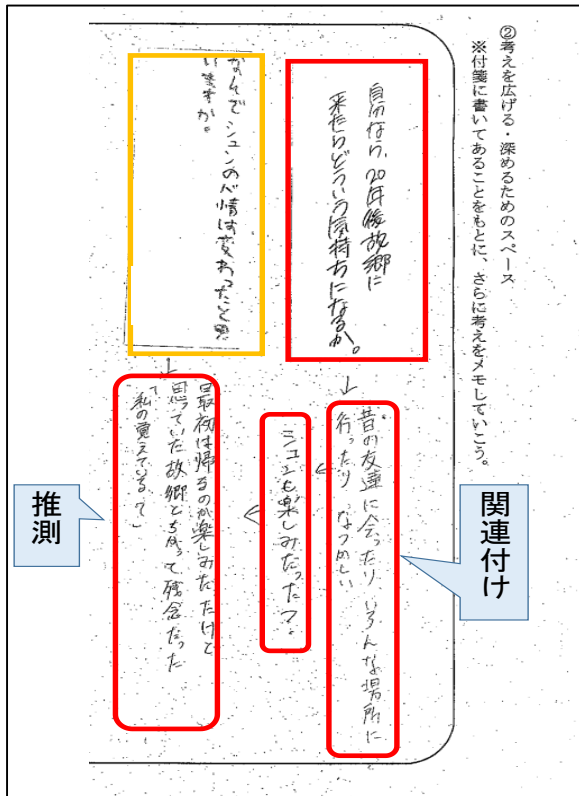 ②考えを広げる・深めるためのスペース
※付箋に書いてあることをもとに、さらに考えをメモしていこう。
自分なら、20年後故郷に
来たらどういう気持ちになるか。
↓
昔の友達に会ったり いろんな場所に
行ったり なつかしい
シュンも楽しみだった?
なんで シュンの心情は変わったと思
いますか。
↓
最初は帰るのが楽しみだったけど
思っていた故郷とちがって残念だった
「私の覚えている?」
関連付け
推測